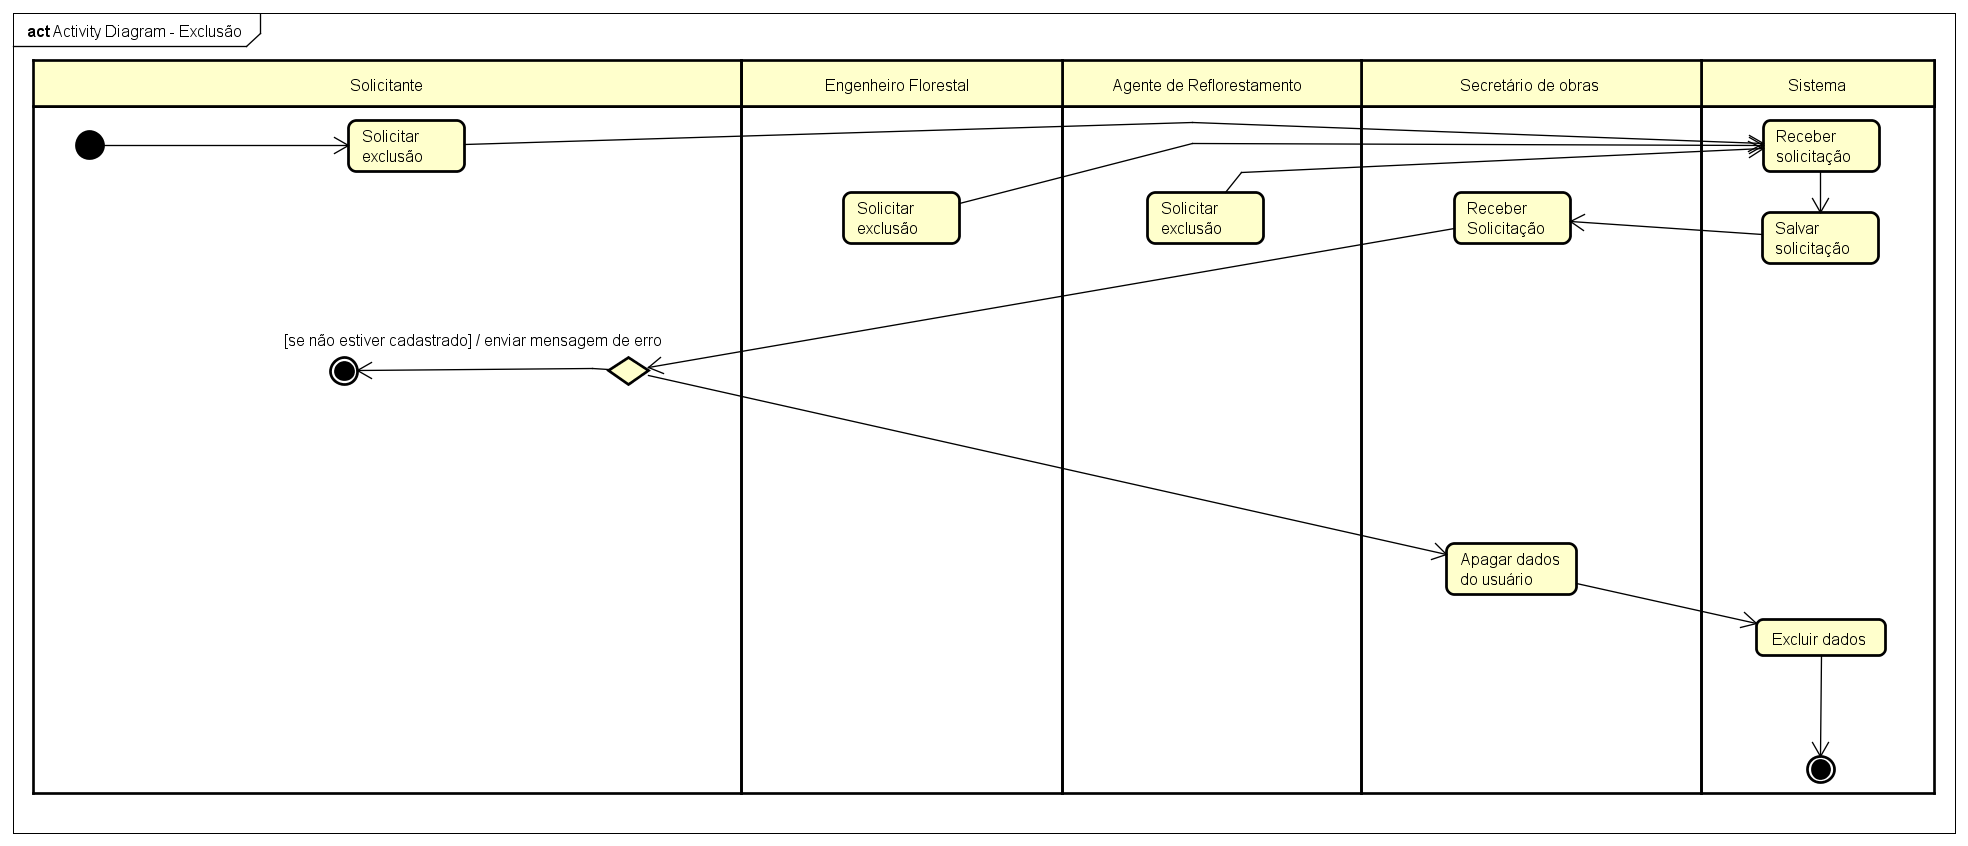 act Activity Diagram - Exclusão
Solicitante
Engenheiro Florestal
Agente de Reflorestamento
Secretário de obras
Sistema
Solicitar
exclusão
Receber
solicitação
Solicitar
exclusão
Solicitar
exclusão
Receber
Solicitação
Salvar
solicitação
[se não estiver cadastrado] / enviar mensagem de erro
Apagar dados
do usuário
Excluir dados